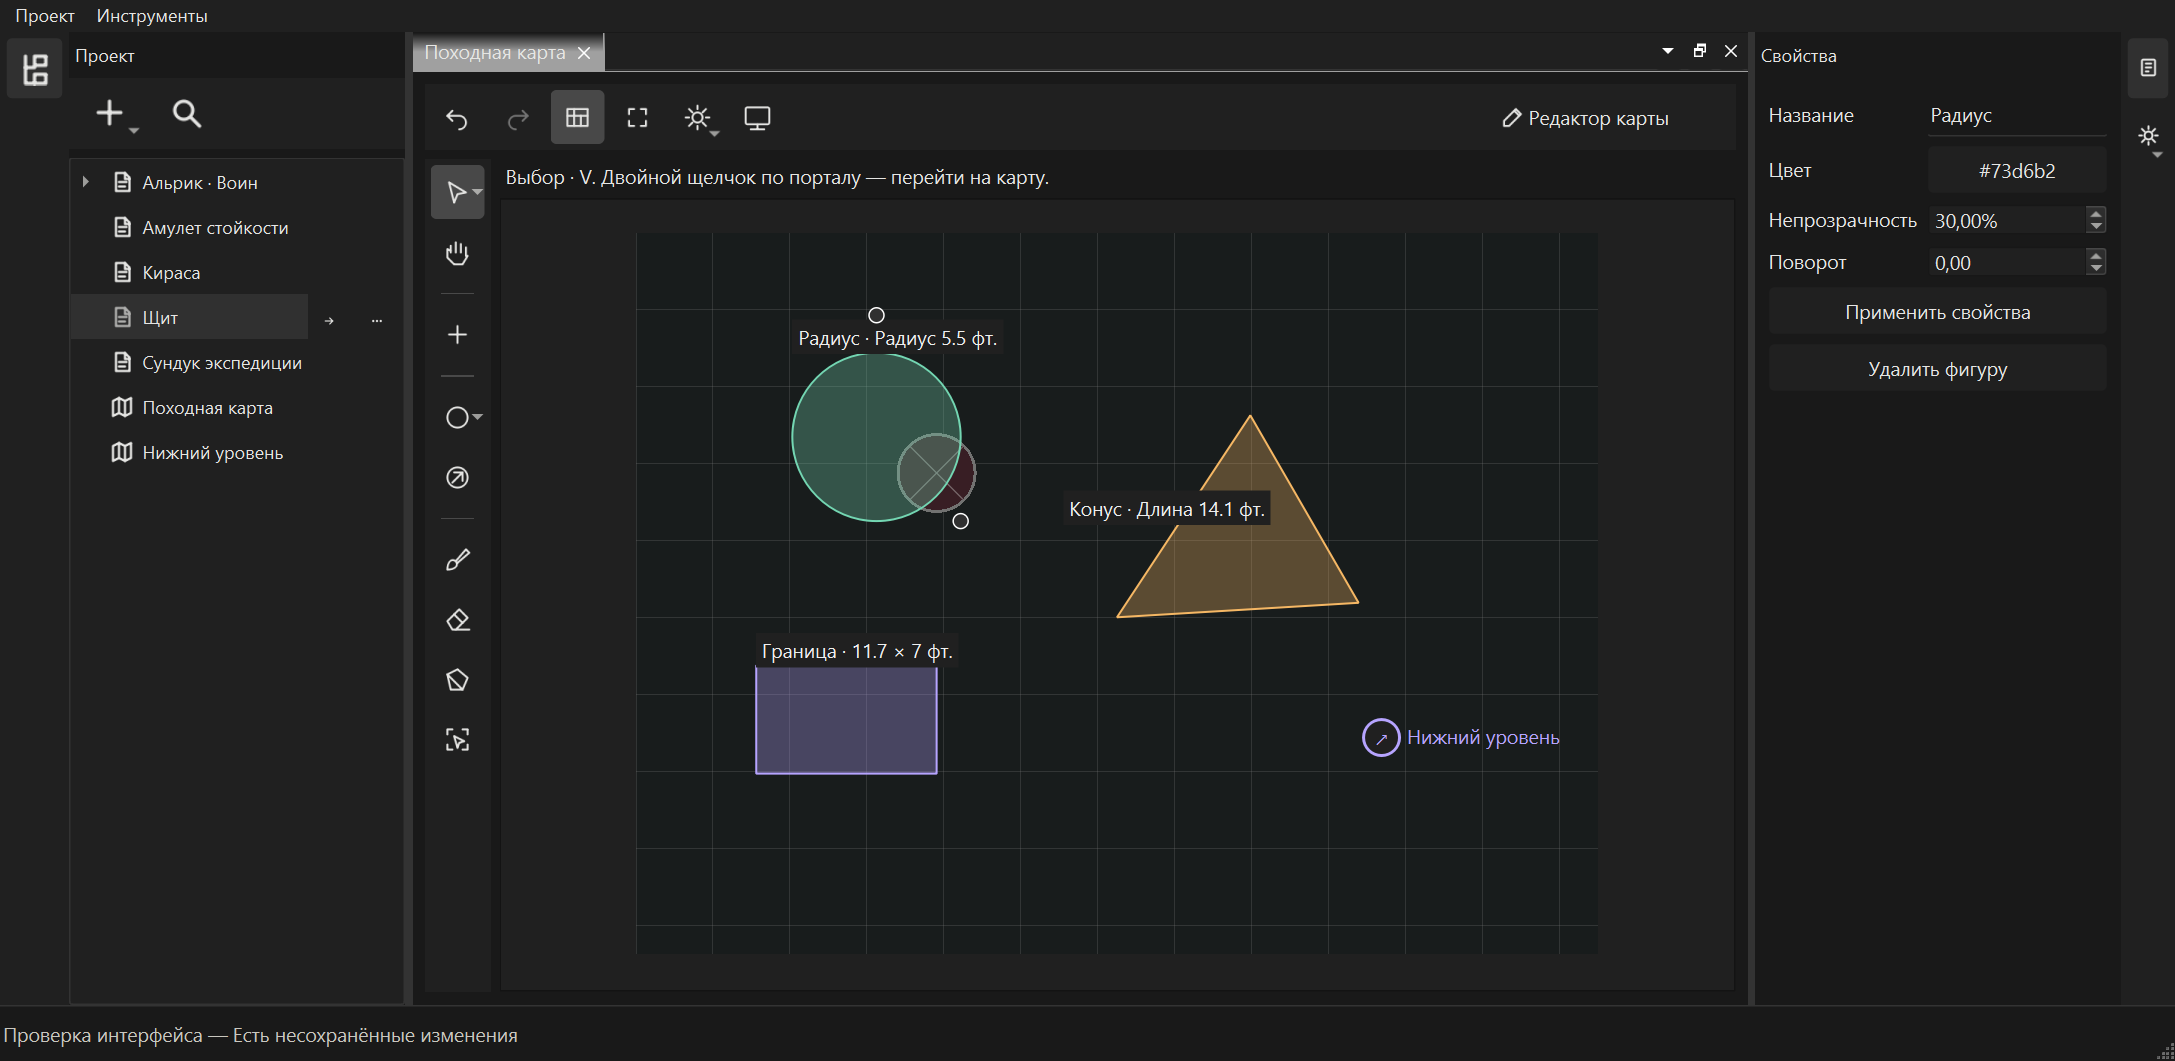 Проект Инструменты
Проект
Альрик · Воин
Амулет стойкости
Кираса
Щит → ...
Сундук экспедиции
Походная карта
Нижний уровень
Походная карта
Редактор карты
Выбор · V. Двойной щелчок по порталу — перейти на карту.
Радиус · Радиус 5.5 фт.
Конус · Длина 14.1 фт.
Граница · 11.7 × 7 фт.
Нижний уровень
Свойства
Название Радиус
Цвет #73d6b2
Непрозрачность 30,00%
Поворот 0,00
Применить свойства
Удалить фигуру
Проверка интерфейса — Есть несохранённые изменения